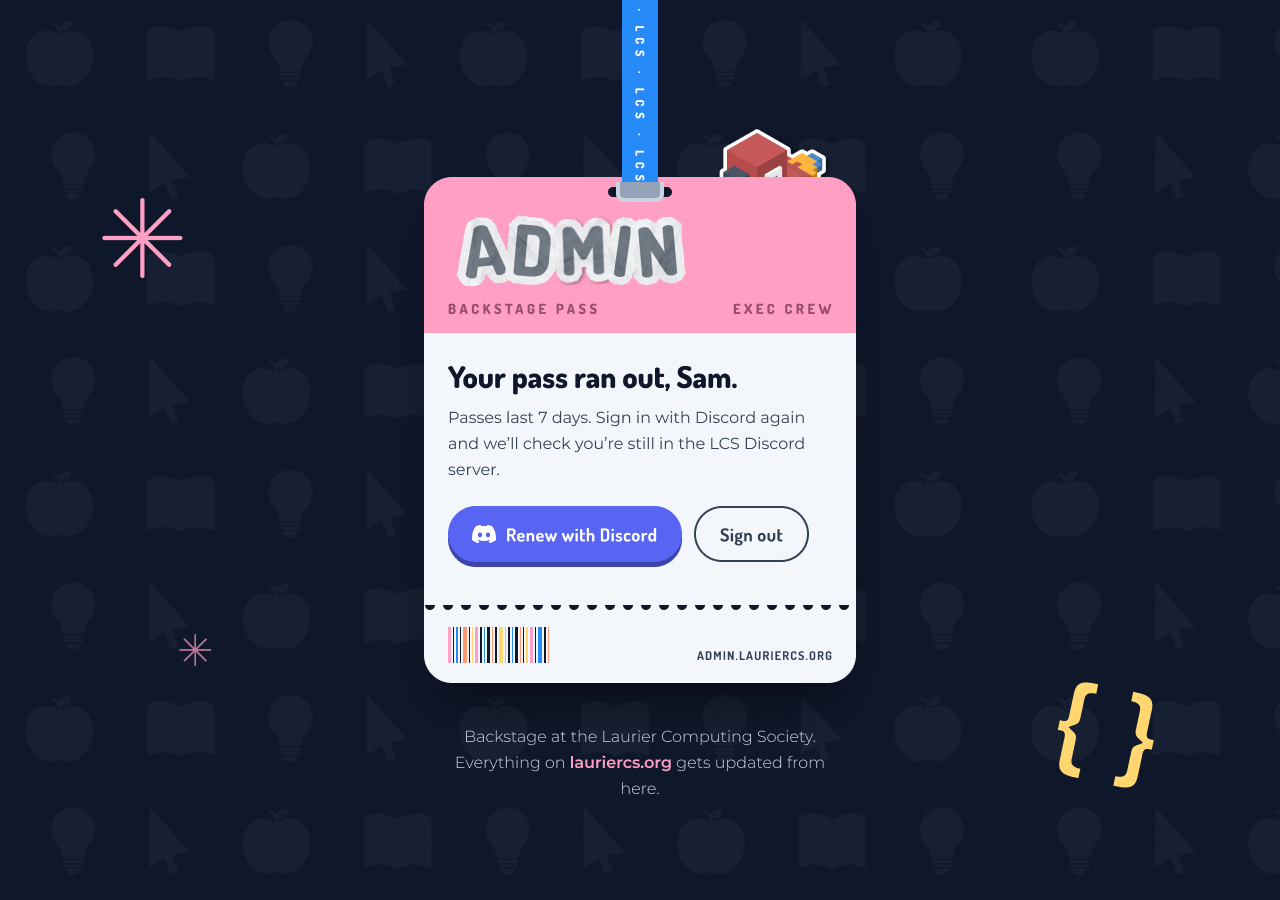 · LCS · LCS · LCS
ADMIN
BACKSTAGE PASS
EXEC CREW
Your pass ran out, Sam.
Passes last 7 days. Sign in with Discord again
and we’ll check you’re still in the LCS Discord
server.
Renew with Discord
Sign out
ADMIN.LAURIERCS.ORG
Backstage at the Laurier Computing Society.
Everything on lauriercs.org gets updated from
here.
{ }